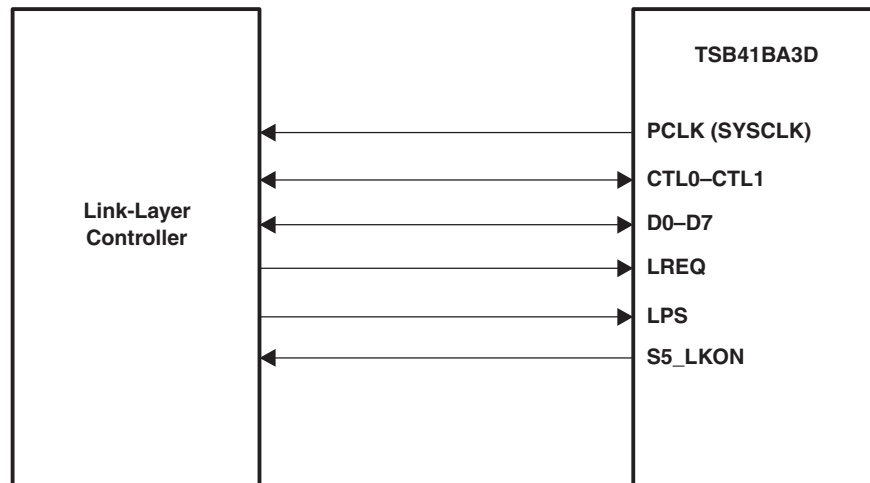 TSB41BA3D
PCLK (SYSCLK)
CTL0–CTL1
Link-Layer
Controller
D0–D7
LREQ
LPS
S5_LKON